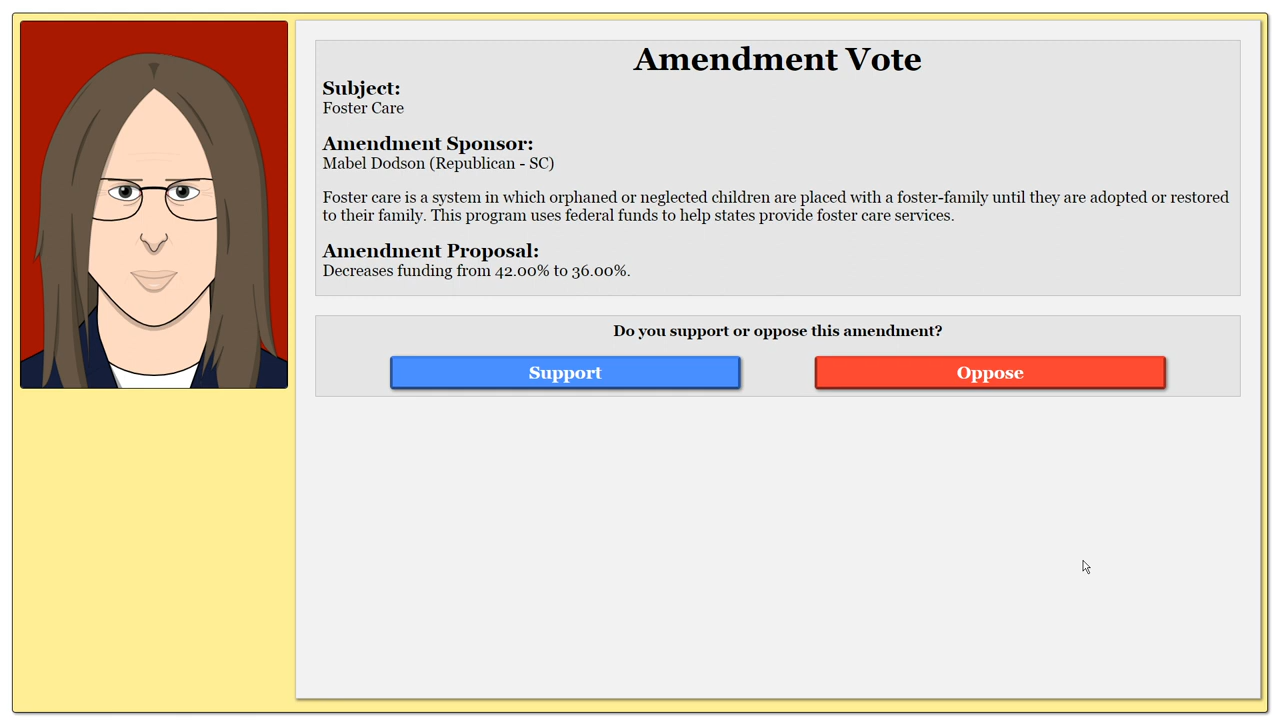 Amendment Vote
Subject:
Foster Care
Amendment Sponsor:
Mabel Dodson (Republican - SC)
Foster care is a system in which orphaned or neglected children are placed with a foster-family until they are adopted or restored
to their family. This program uses federal funds to help states provide foster care services.
Amendment Proposal:
Decreases funding from 42.00% to 36.00%.
Do you support or oppose this amendment?
Support
Oppose